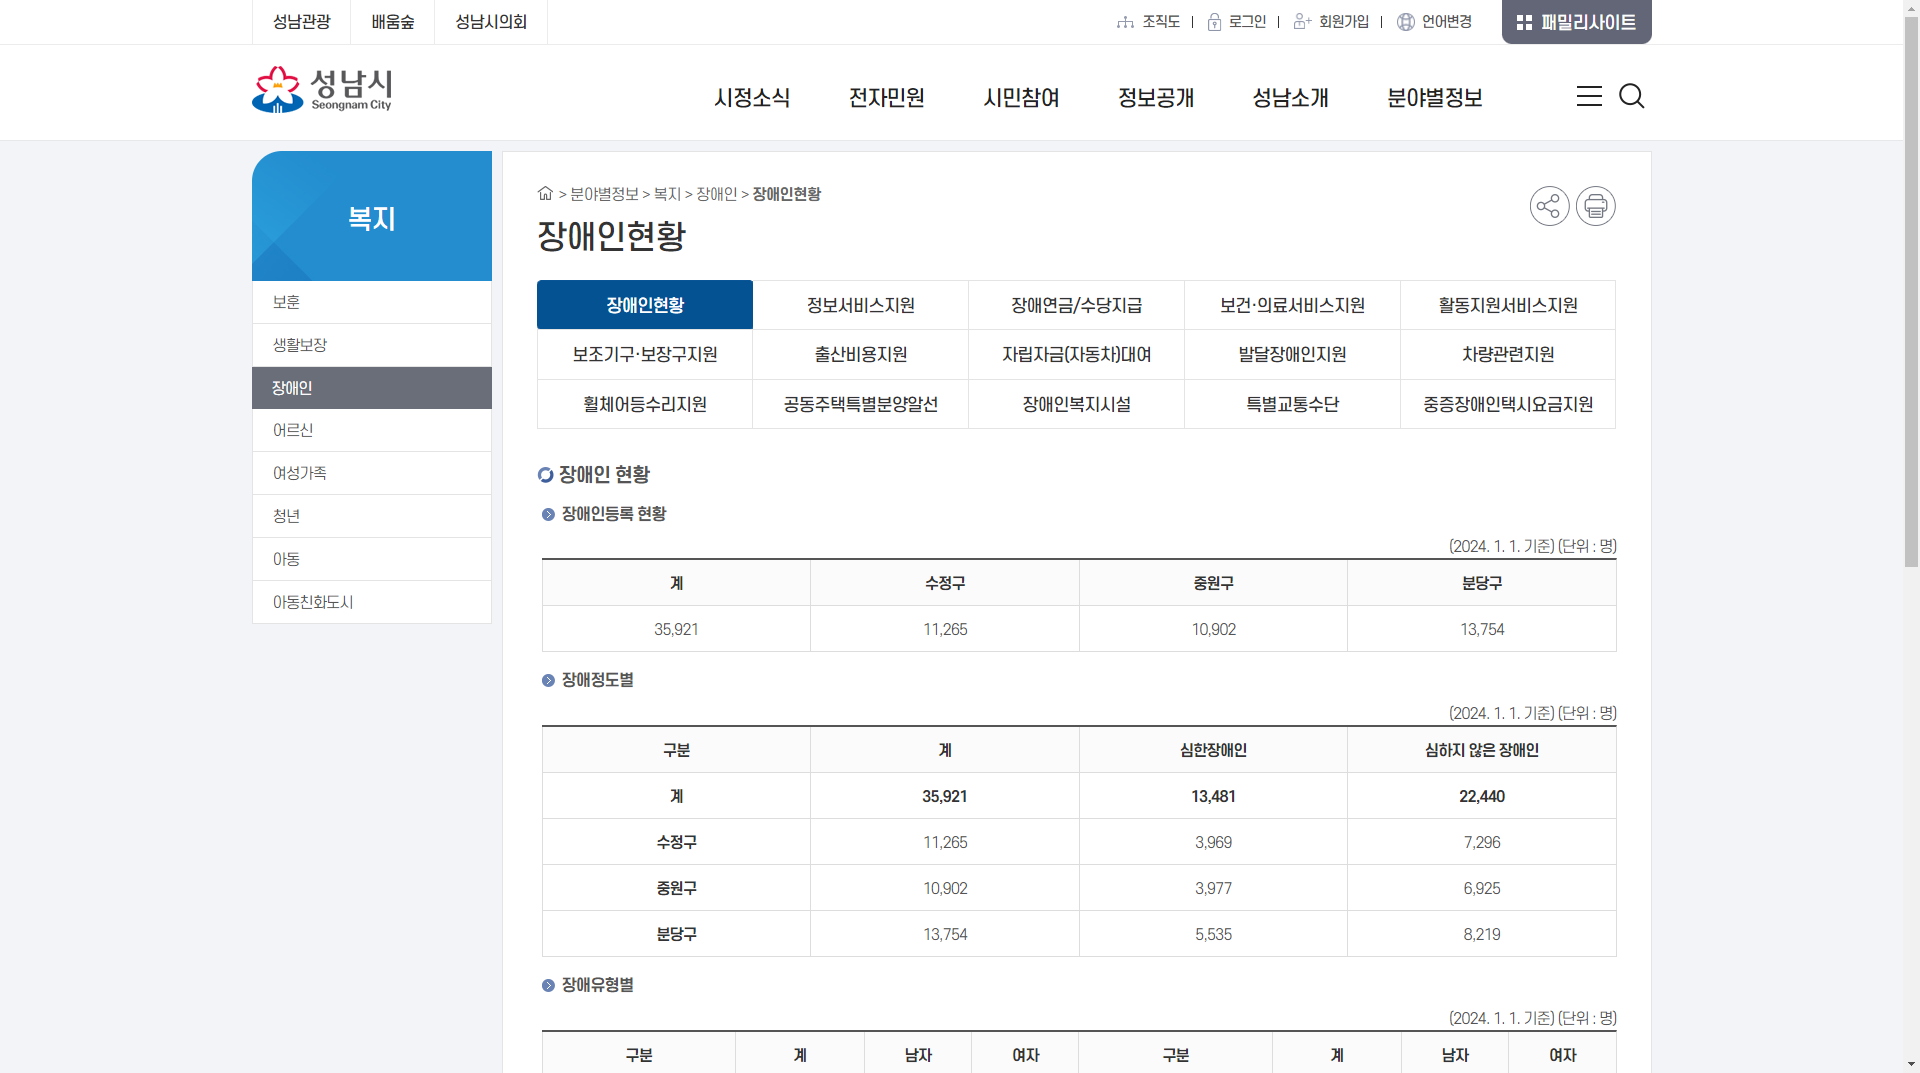 성남관광 배움숲 성남시의회
조직도 로그인 회원가입 언어변경 패밀리사이트
성남시
Seongnam City
시정소식 전자민원 시민참여 정보공개 성남소개 분야별정보
복지
보훈
생활보장
장애인
어르신
여성가족
청년
아동
아동친화도시
> 분야별정보 > 복지 > 장애인 > 장애인현황
장애인현황
장애인현황 정보서비스지원 장애연금/수당지급 보건·의료서비스지원 활동지원서비스지원
보조기구·보장구지원 출산비용지원 자립자금(자동차)대여 발달장애인지원 차량관련지원
휠체어등수리지원 공동주택특별분양알선 장애인복지시설 특별교통수단 중증장애인택시요금지원
장애인 현황
장애인등록 현황
(2024. 1. 1. 기준) (단위 : 명)
계 수정구 중원구 분당구
35,921 11,265 10,902 13,754
장애정도별
(2024. 1. 1. 기준) (단위 : 명)
구분 계 심한장애인 심하지 않은 장애인
계 35,921 13,481 22,440
수정구 11,265 3,969 7,296
중원구 10,902 3,977 6,925
분당구 13,754 5,535 8,219
장애유형별
(2024. 1. 1. 기준) (단위 : 명)
구분 계 남자 여자 구분 계 남자 여자